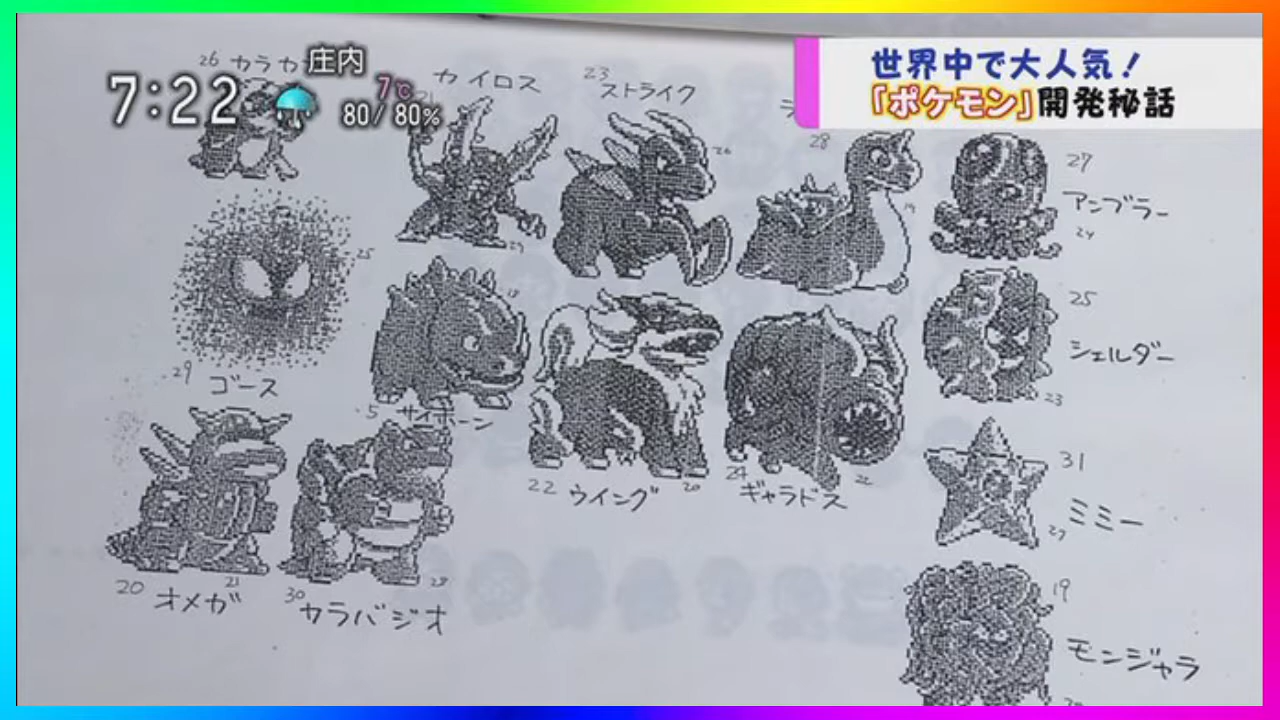 7:22
庄内
7℃
80/80%
世界中で大人気!
「ポケモン」開発秘話
26 カラカ
カイロス
23
ストライク
28
27
アンブラー
24
25
29 ゴース
18
5 サイホーン
22 ウイング
20
24 ギャラドス
22
25
シェルダー
23
31
ミミー
27
20 オメガ
21
30 カラバジオ
28
19
モンジャラ